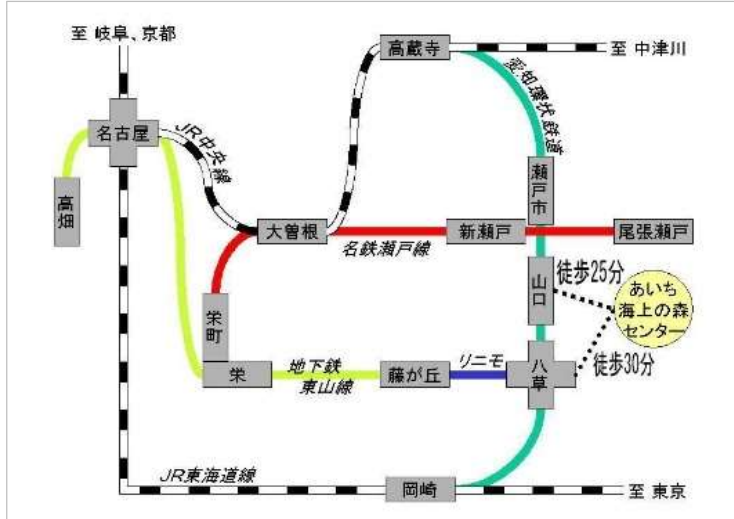 至 岐阜、京都
高蔵寺
至 中津川
愛知環状鉄道
名古屋
JR中央線
高畑
瀬戸市
大曽根
新瀬戸
尾張瀬戸
名鉄瀬戸線
徒歩25分
山口
あいち
海上の森
センター
栄町
徒歩30分
栄
地下鉄
東山線
藤が丘
リニモ
八草
JR東海道線
岡崎
至 東京